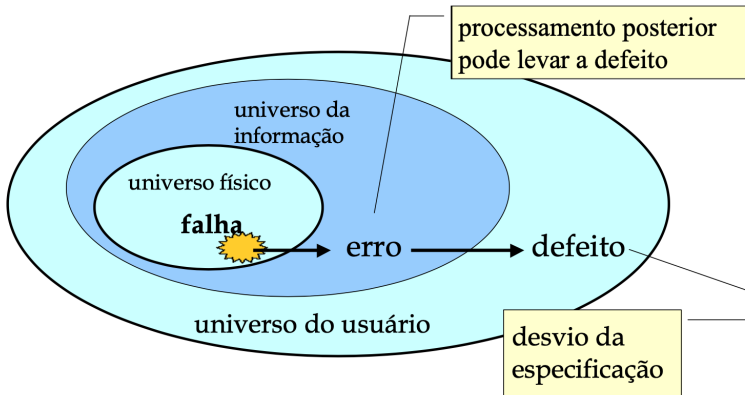 processamento posterior
pode levar a defeito
universo da
informação
universo físico
falha
erro
defeito
universo do usuário
desvio da
especificação